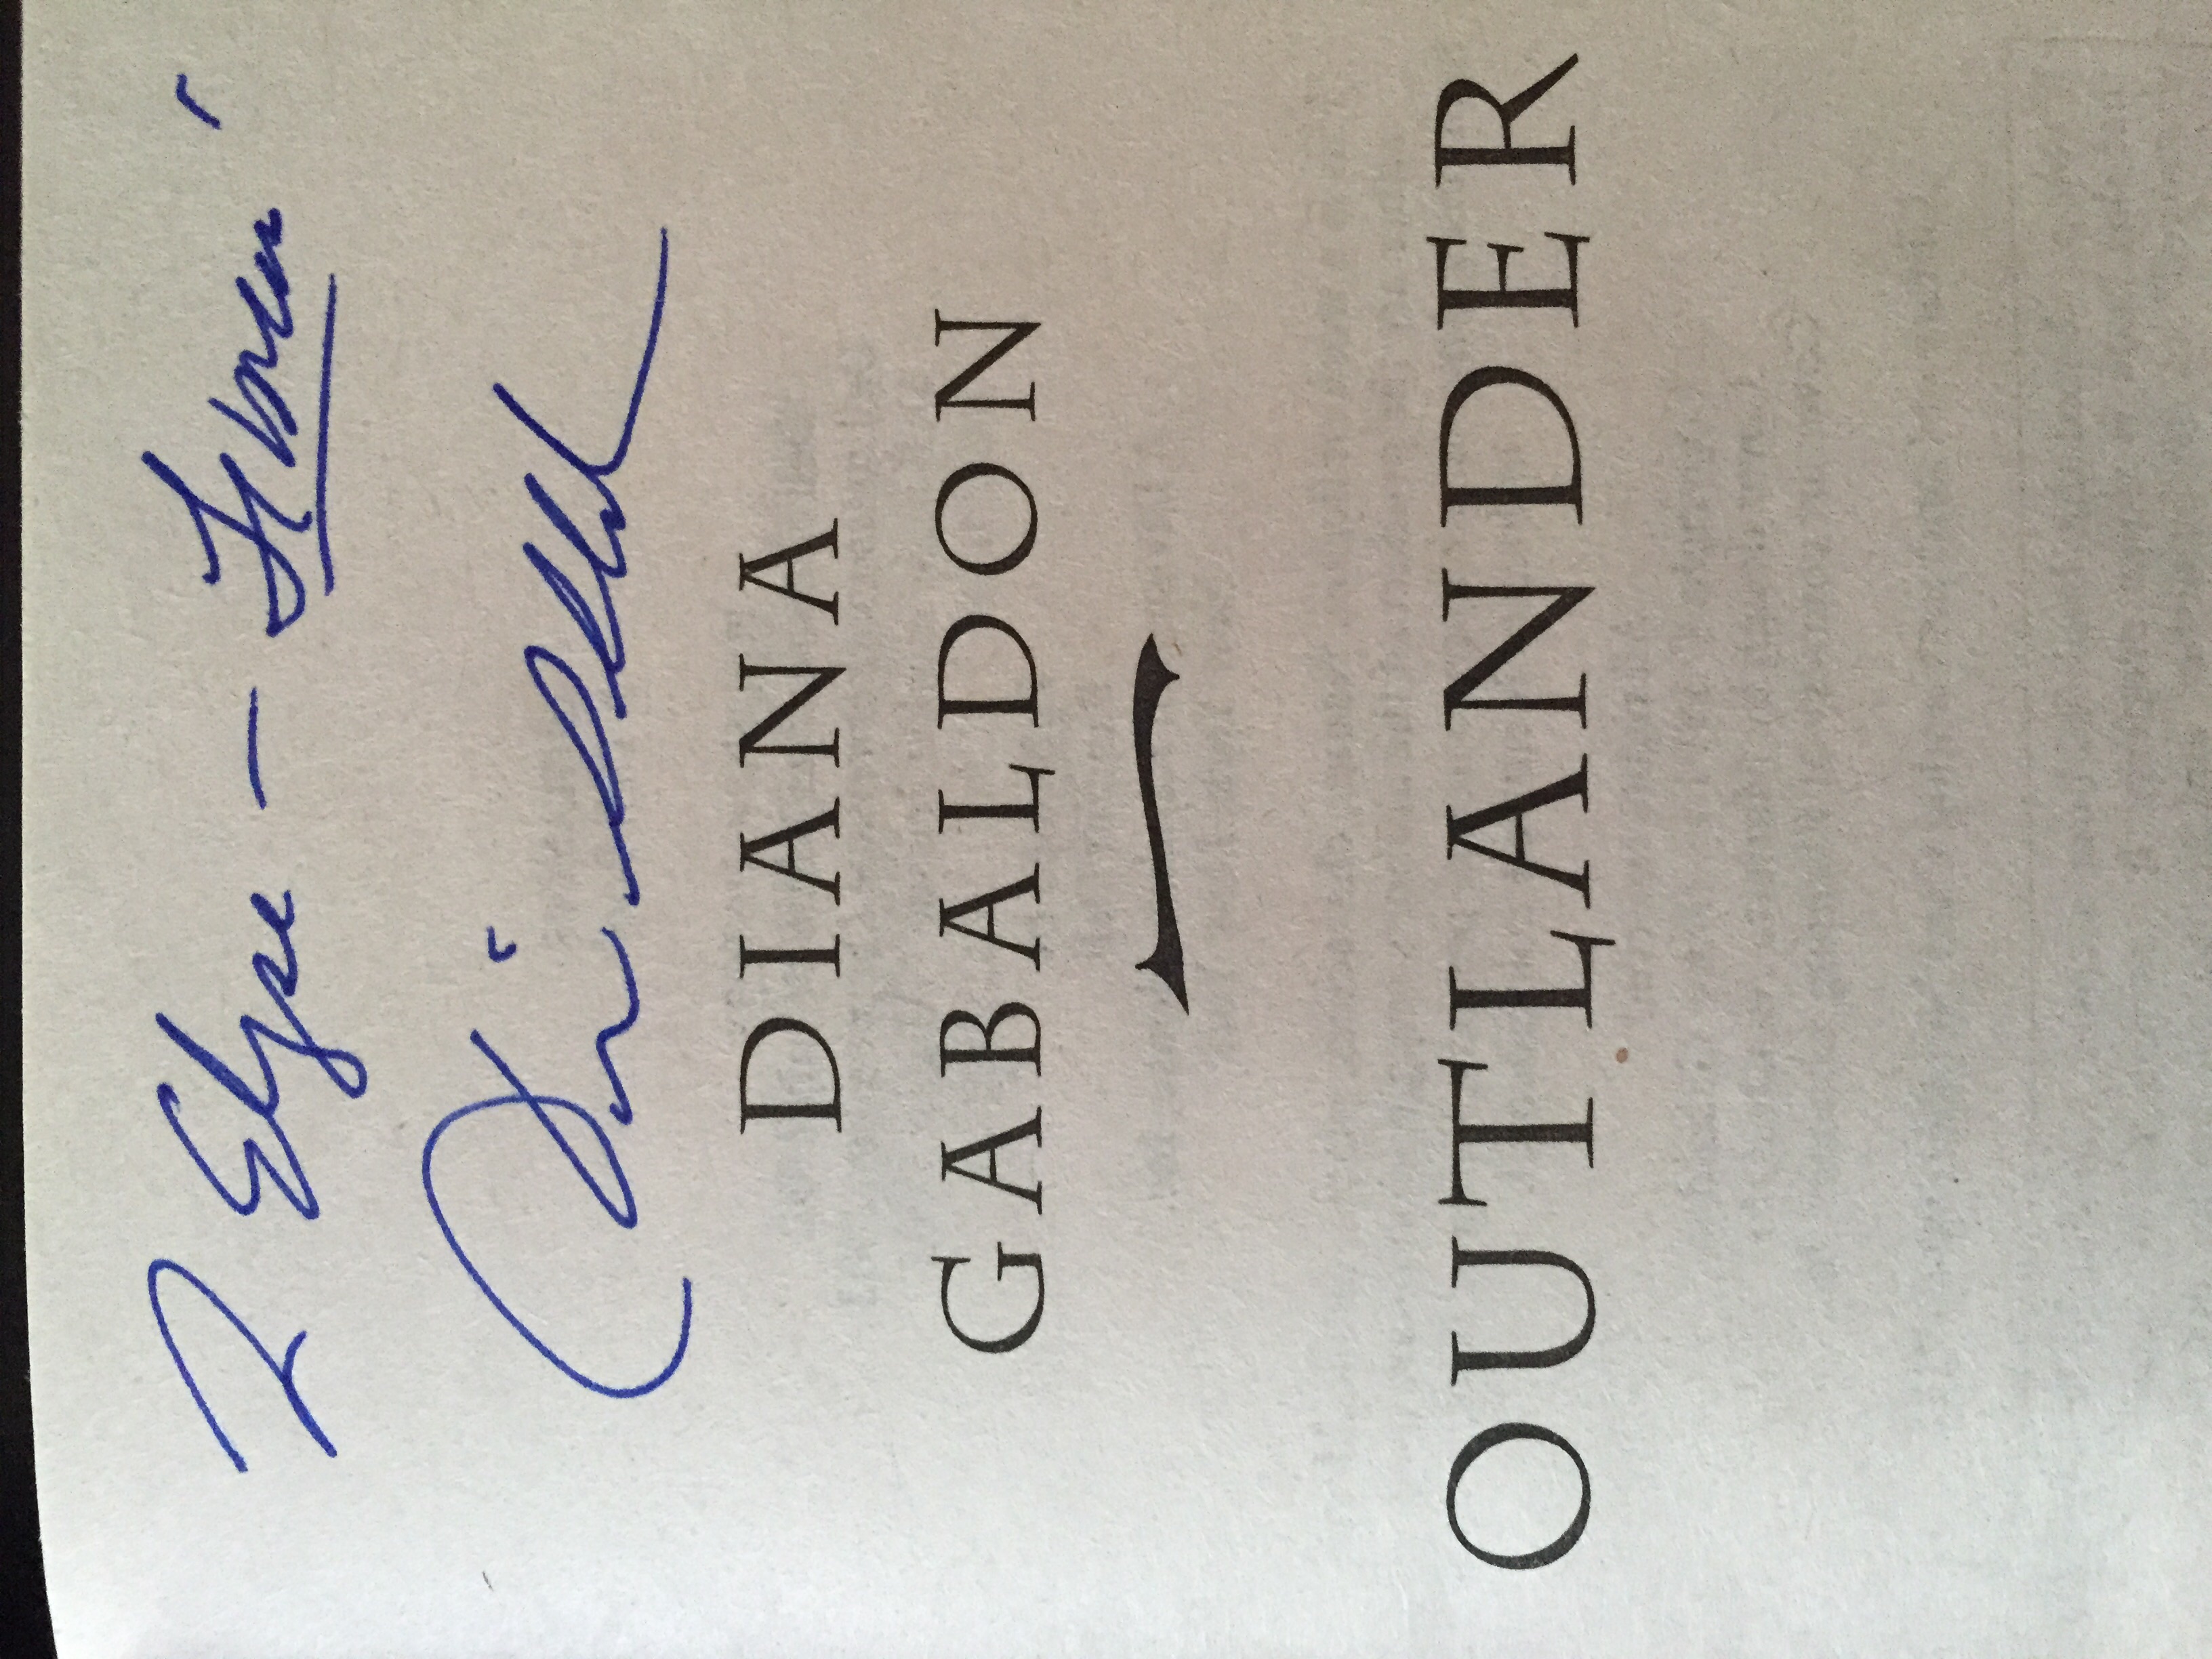 To Elyse –
DIANA
GABALDON
OUTLANDER